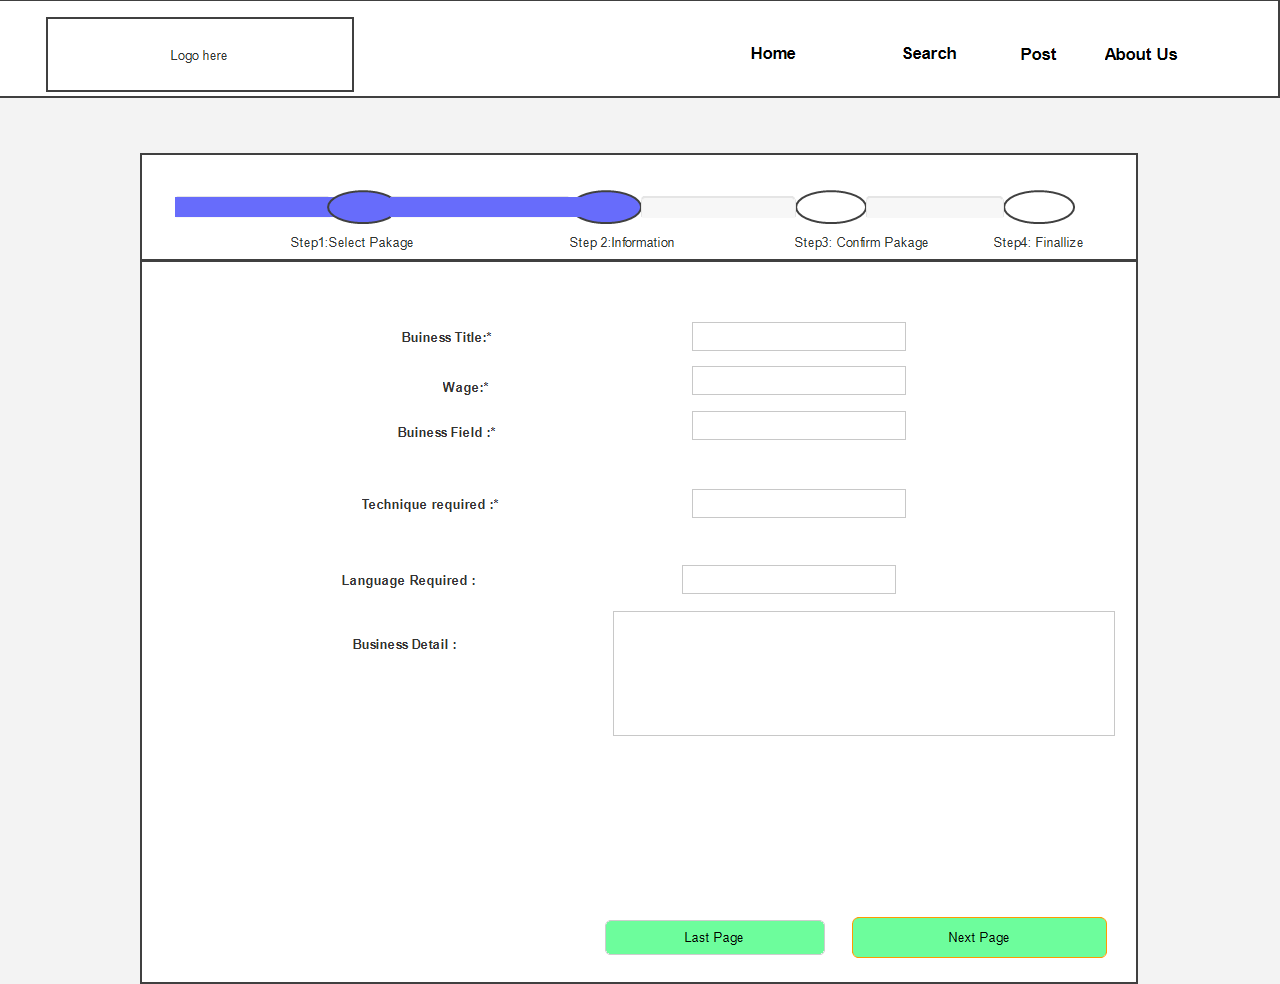 Logo here
Home Search Post About Us
Step1:Select Pakage Step 2:Information Step3: Confirm Pakage Step4: Finallize
Buiness Title:*
Wage:*
Buiness Field :*
Technique required :*
Language Required :
Business Detail :
Last Page Next Page